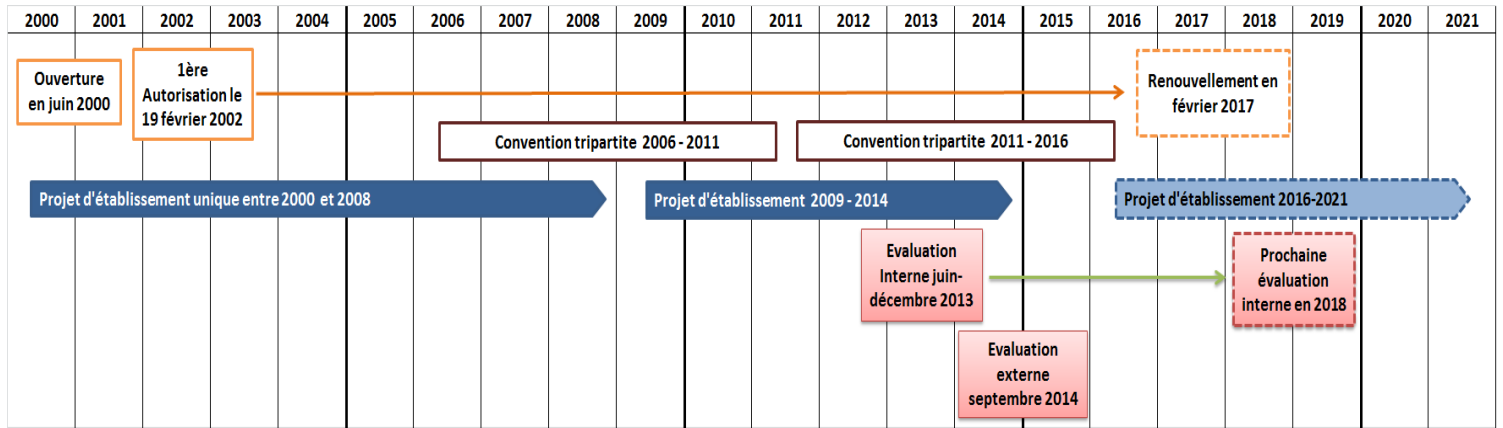 2000 2001 2002 2003 2004 2005 2006 2007 2008 2009 2010 2011 2012 2013 2014 2015 2016 2017 2018 2019 2020 2021
Ouverture
en juin 2000
1ère
Autorisation le
19 février 2002
Renouvellement en
février 2017
Convention tripartite 2006 - 2011
Convention tripartite 2011 - 2016
Projet d'établissement unique entre 2000 et 2008
Projet d'établissement 2009 - 2014
Projet d'établissement 2016-2021
Evaluation
Interne juin-
décembre 2013
Prochaine
évaluation
interne en 2018
Evaluation
externe
septembre 2014